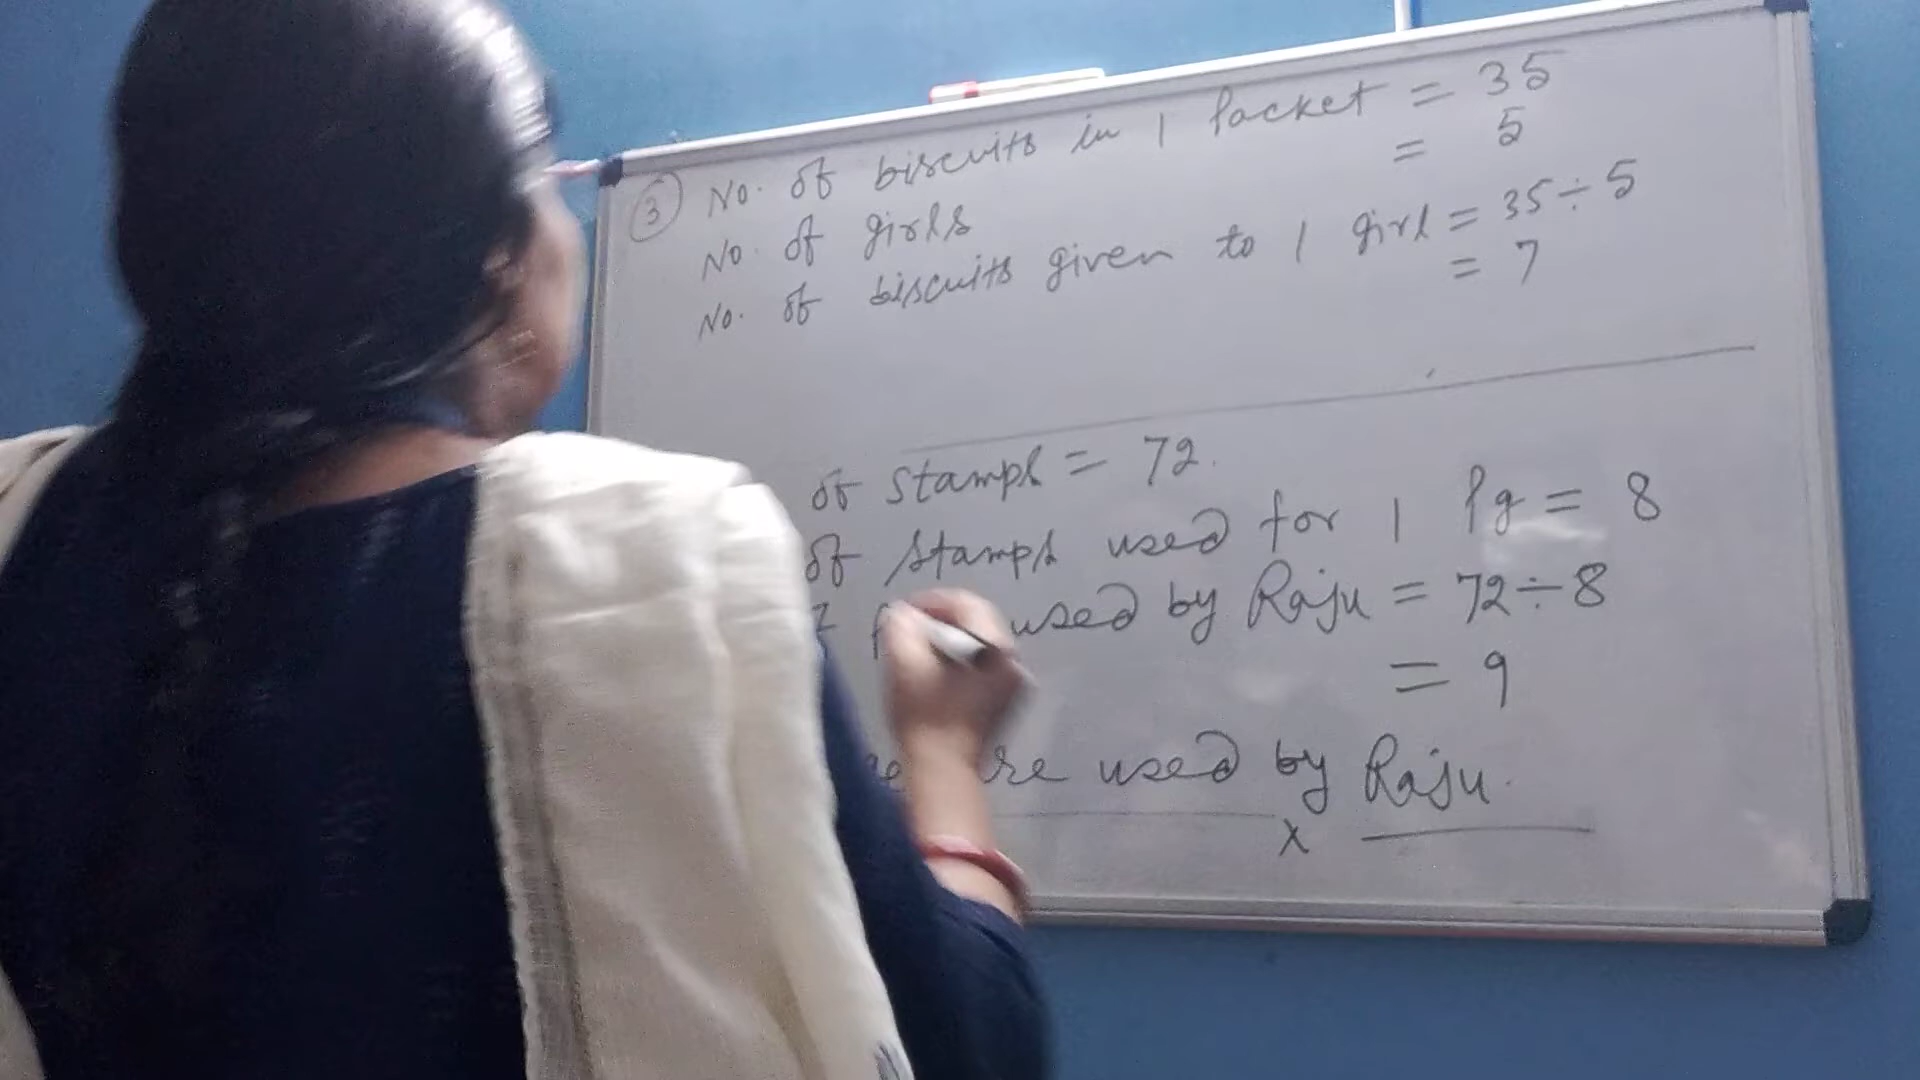 ③ No. of biscuits in 1 Packet = 35
No. of girls = 5
No. of biscuits given to 1 girl = 35 ÷ 5
= 7
of stamps = 72.
of stamps used for 1 Pg = 8
used by Raju = 72 ÷ 8
= 9
used by Raju.
x